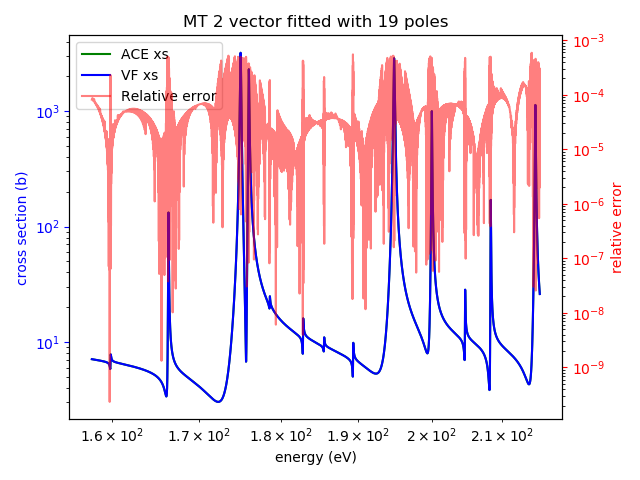 MT 2 vector fitted with 19 poles
ACE xs
VF xs
Relative error
cross section (b)
10³
10²
10¹
10⁻³
10⁻⁴
10⁻⁵
10⁻⁶
10⁻⁷
10⁻⁸
10⁻⁹
relative error
1.6 × 10² 1.7 × 10² 1.8 × 10² 1.9 × 10² 2 × 10² 2.1 × 10²
energy (eV)